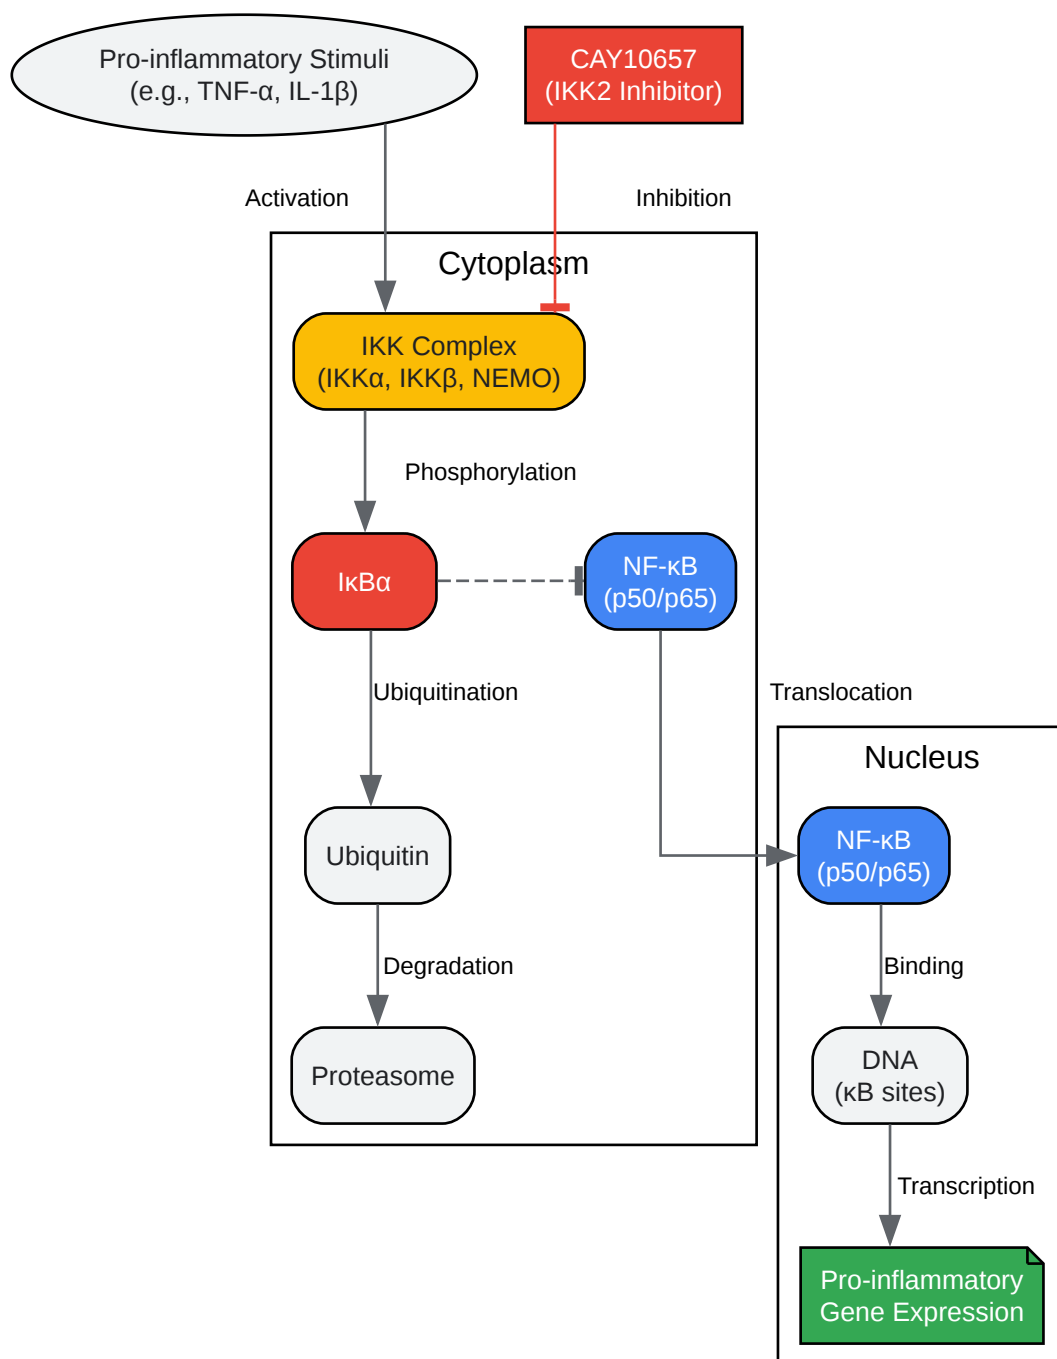 Pro-inflammatory Stimuli
(e.g., TNF-α, IL-1β)
CAY10657
(IKK2 Inhibitor)
Activation
Inhibition
Cytoplasm
IKK Complex
(IKKα, IKKβ, NEMO)
Phosphorylation
IκBα
NF-κB
(p50/p65)
Ubiquitination
Translocation
Nucleus
Ubiquitin
NF-κB
(p50/p65)
Degradation
Binding
Proteasome
DNA
(κB sites)
Transcription
Pro-inflammatory
Gene Expression